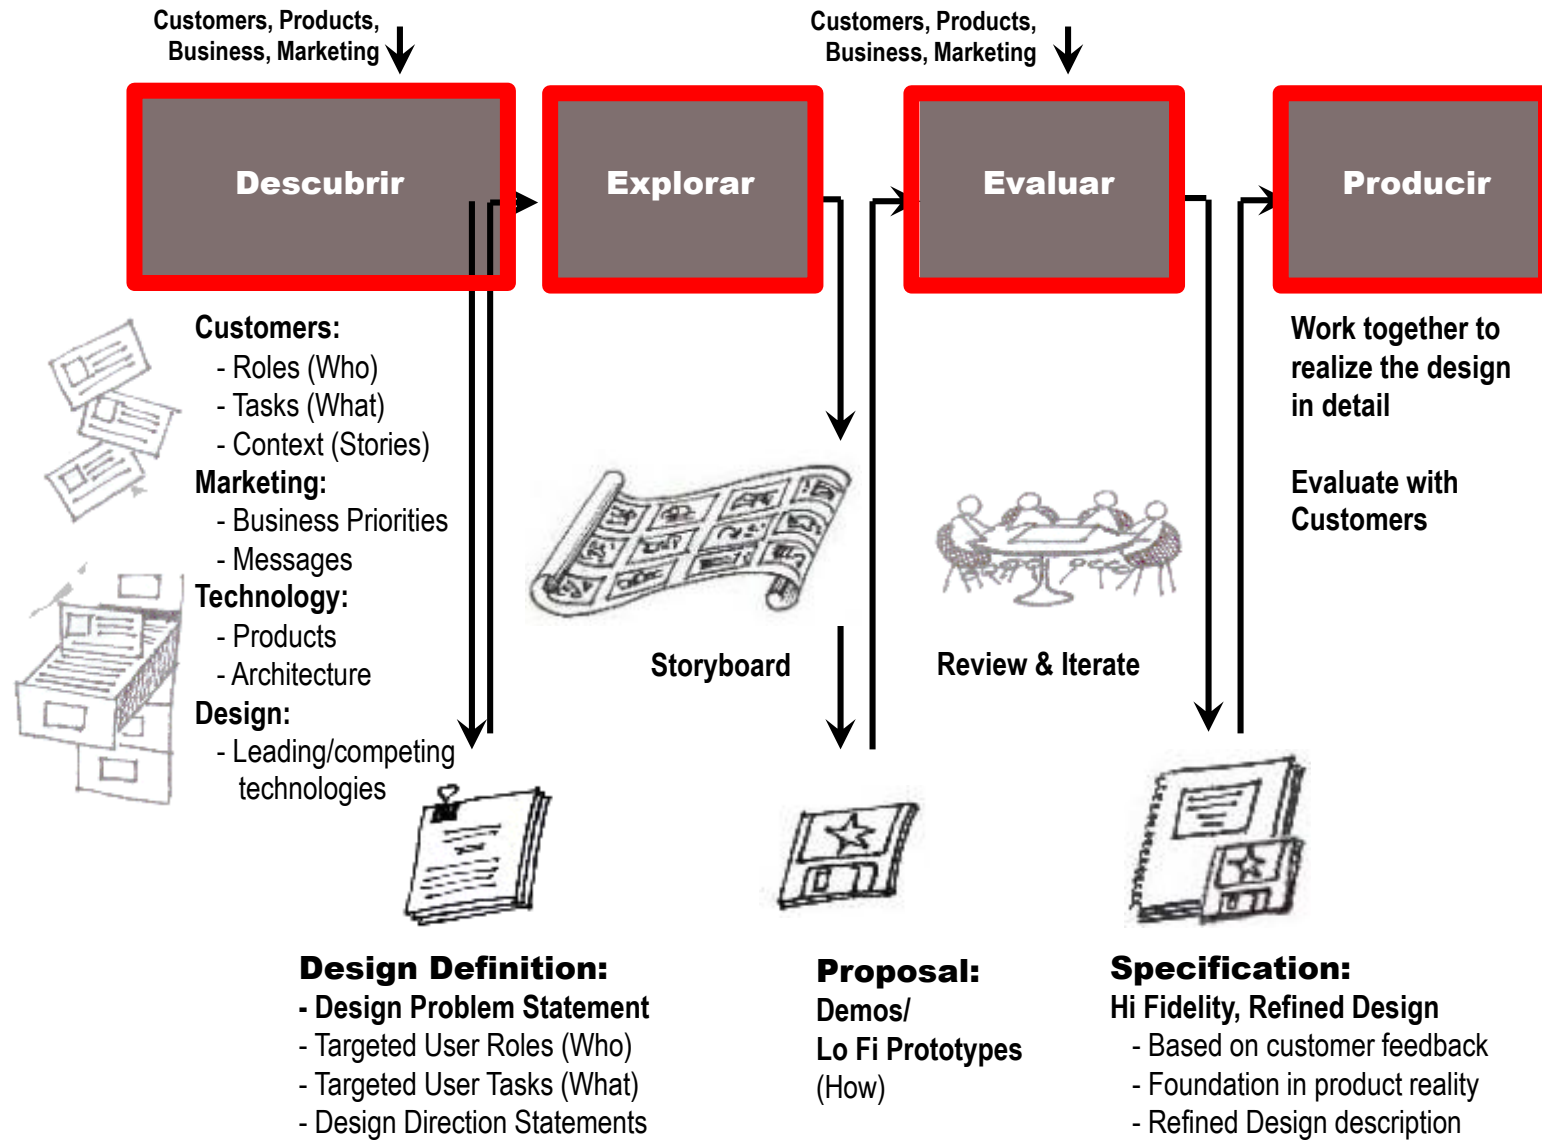 Customers, Products,
Business, Marketing
Customers, Products,
Business, Marketing
Descubrir
Explorar
Evaluar
Producir
Customers:
- Roles (Who)
- Tasks (What)
- Context (Stories)
Marketing:
- Business Priorities
- Messages
Technology:
- Products
- Architecture
Design:
- Leading/competing
technologies
Storyboard
Review & Iterate
Work together to
realize the design
in detail
Evaluate with
Customers
Design Definition:
- Design Problem Statement
- Targeted User Roles (Who)
- Targeted User Tasks (What)
- Design Direction Statements
Proposal:
Demos/
Lo Fi Prototypes
(How)
Specification:
Hi Fidelity, Refined Design
- Based on customer feedback
- Foundation in product reality
- Refined Design description